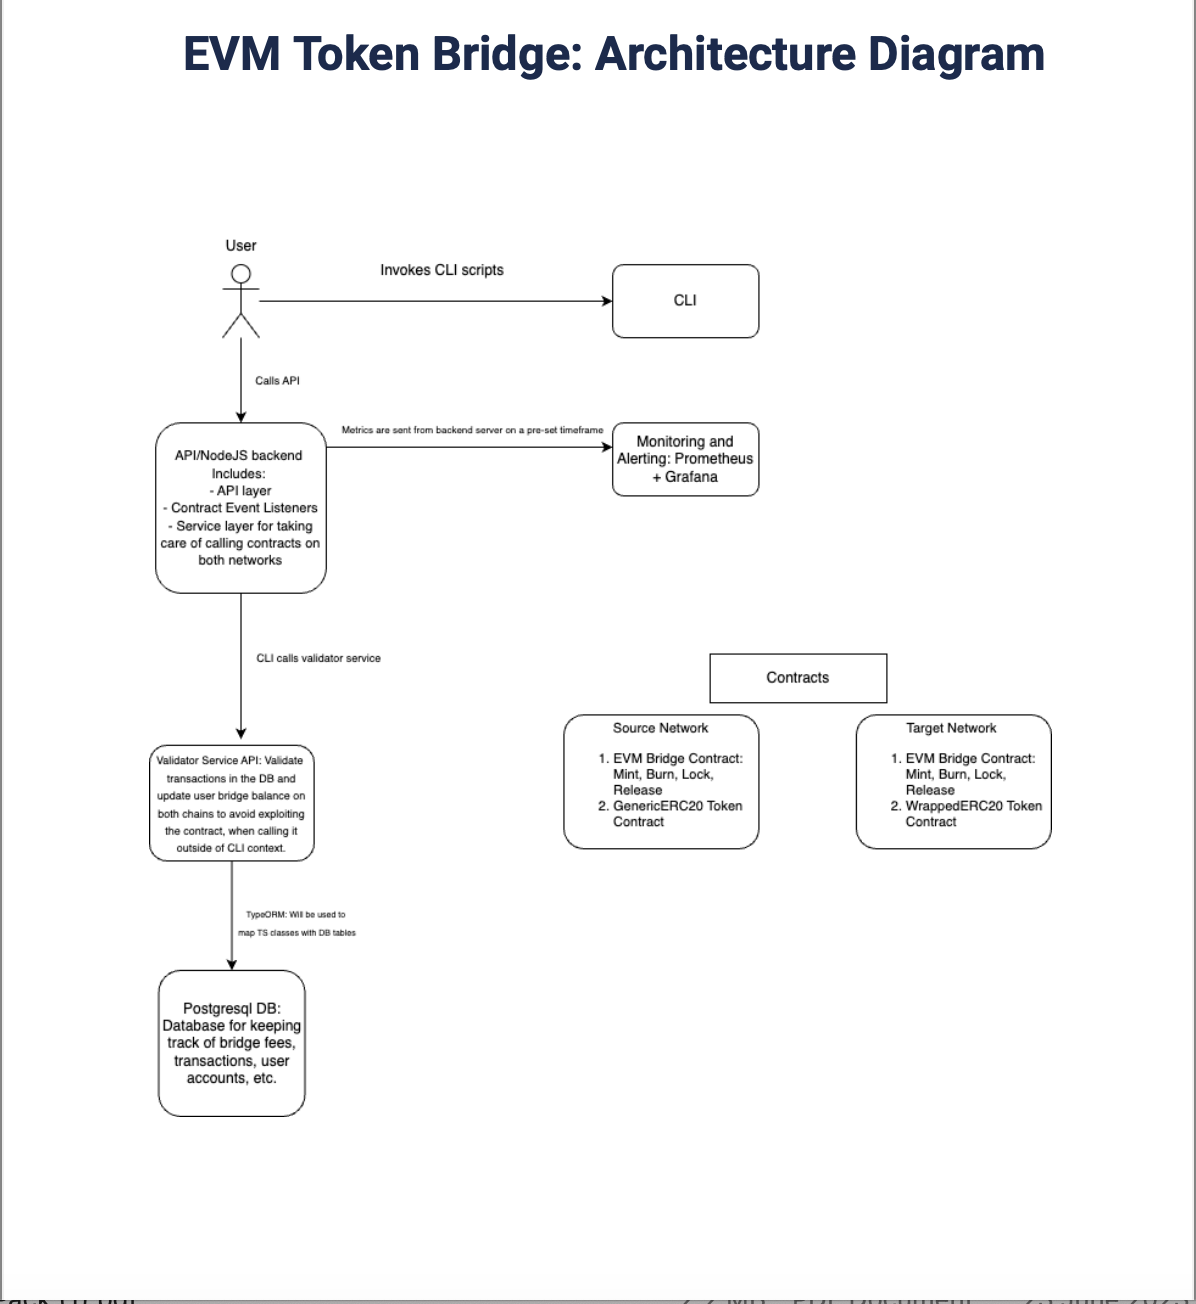 EVM Token Bridge: Architecture Diagram
User
Invokes CLI scripts
CLI
Calls API
Metrics are sent from backend server on a pre-set timeframe
API/NodeJS backend
Includes:
- API layer
- Contract Event Listeners
- Service layer for taking
care of calling contracts on
both networks
Monitoring and
Alerting: Prometheus
+ Grafana
CLI calls validator service
Contracts
Source Network
1. EVM Bridge Contract:
Mint, Burn, Lock,
Release
2. GenericERC20 Token
Contract
Target Network
1. EVM Bridge Contract:
Mint, Burn, Lock,
Release
2. WrappedERC20 Token
Contract
Validator Service API: Validate
transactions in the DB and
update user bridge balance on
both chains to avoid exploiting
the contract, when calling it
outside of CLI context.
TypeORM: Will be used to
map TS classes with DB tables
Postgresql DB:
Database for keeping
track of bridge fees,
transactions, user
accounts, etc.